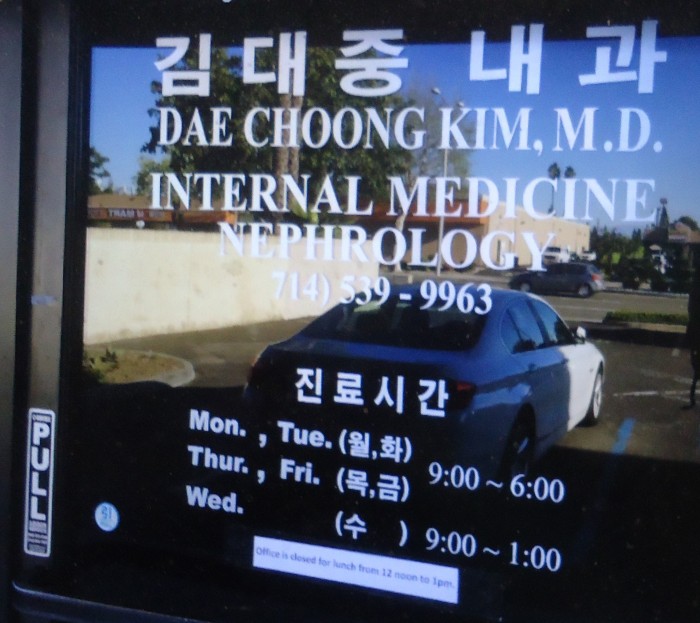 김대중 내과
DAE CHOONG KIM, M.D.
INTERNAL MEDICINE
NEPHROLOGY
714) 539 - 9963
진료시간
Mon. , Tue. (월,화)
Thur. , Fri. (목,금) 9:00 ~ 6:00
Wed. (수 ) 9:00 ~ 1:00
Office is closed for lunch from 12 noon to 1pm.
PULL